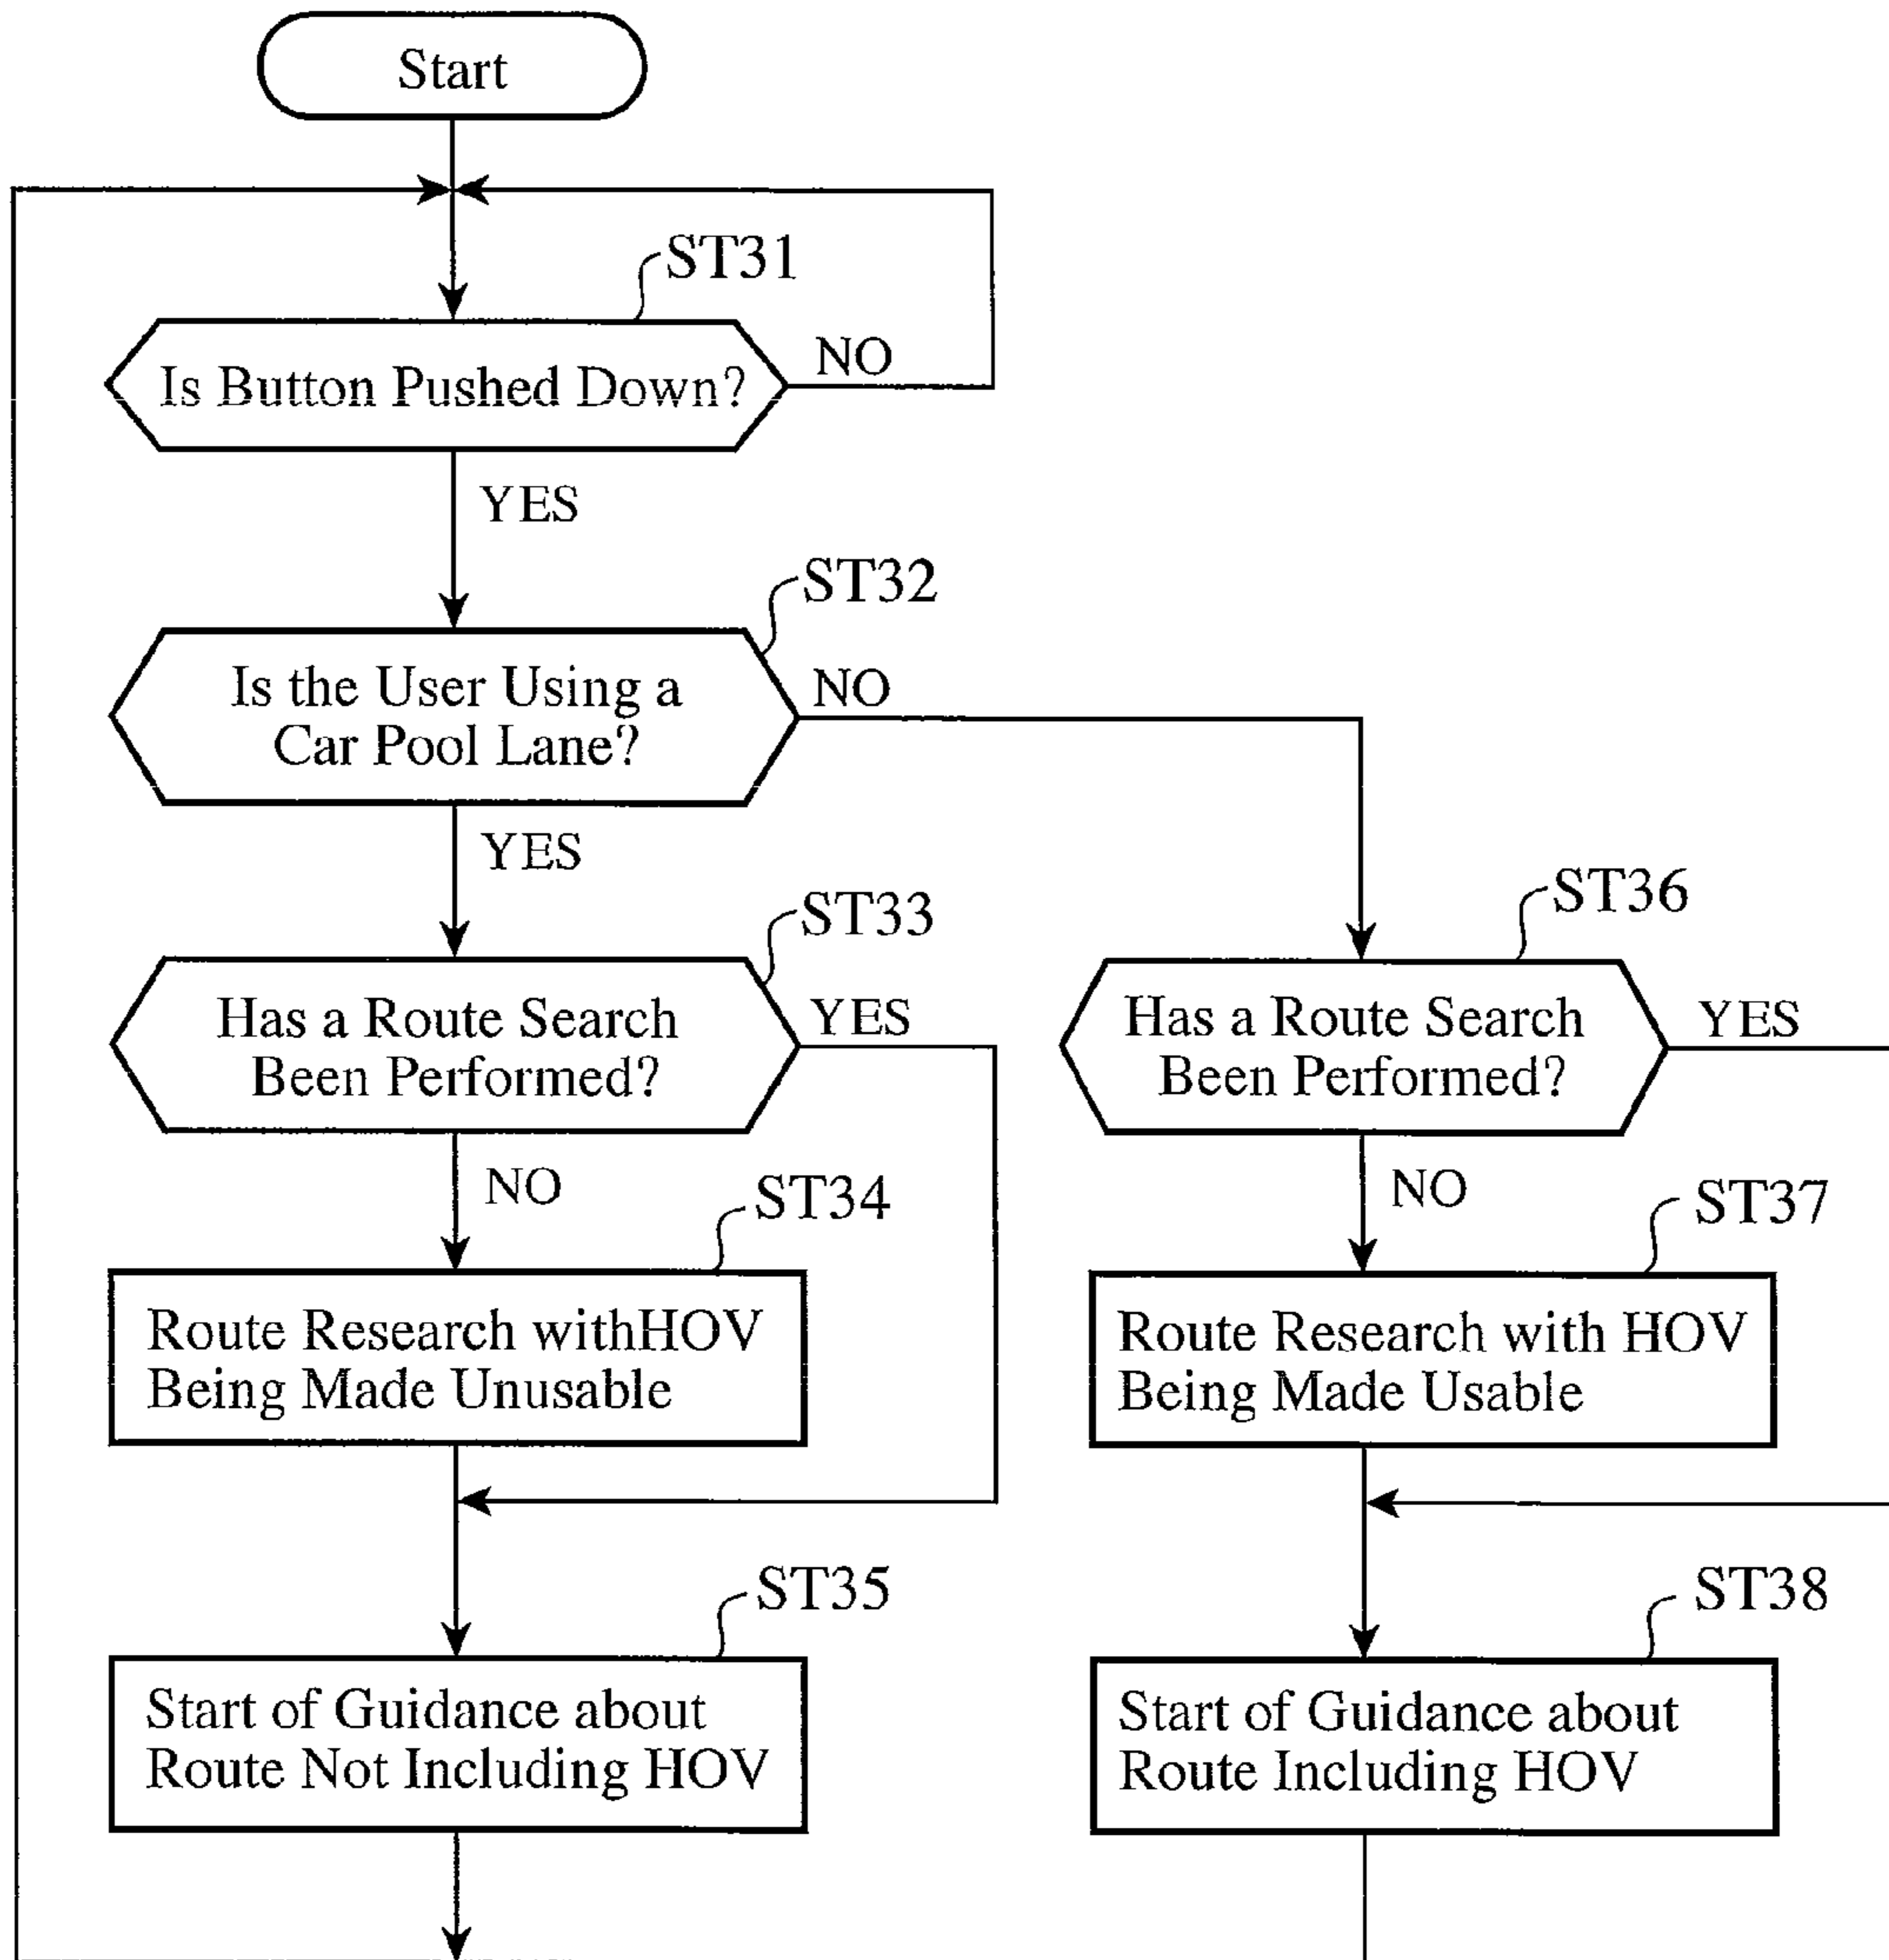 Start
ST31
Is Button Pushed Down?
NO
YES
ST32
Is the User Using a
Car Pool Lane?
NO
YES
ST33
Has a Route Search
Been Performed?
YES
NO
ST36
Has a Route Search
Been Performed?
YES
NO
ST34
Route Research withHOV
Being Made Unusable
ST37
Route Research with HOV
Being Made Usable
ST35
Start of Guidance about
Route Not Including HOV
ST38
Start of Guidance about
Route Including HOV